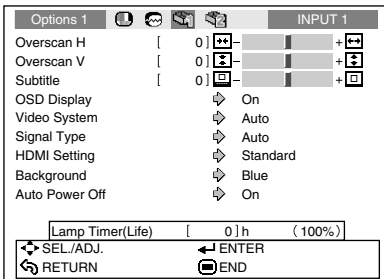 Options 1 INPUT 1
Overscan H [ 0 ] – +
Overscan V [ 0 ] – +
Subtitle [ 0 ] – +
OSD Display On
Video System Auto
Signal Type Auto
HDMI Setting Standard
Background Blue
Auto Power Off On
Lamp Timer(Life) [ 0 ] h (100%)
SEL./ADJ. ENTER
RETURN END